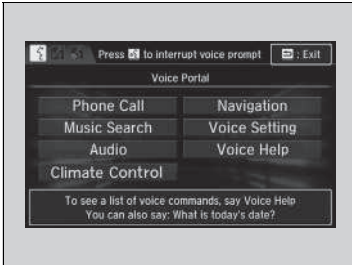 Press to interrupt voice prompt : Exit
Voice Portal
Phone Call Navigation
Music Search Voice Setting
Audio Voice Help
Climate Control
To see a list of voice commands, say Voice Help
You can also say: What is today's date?